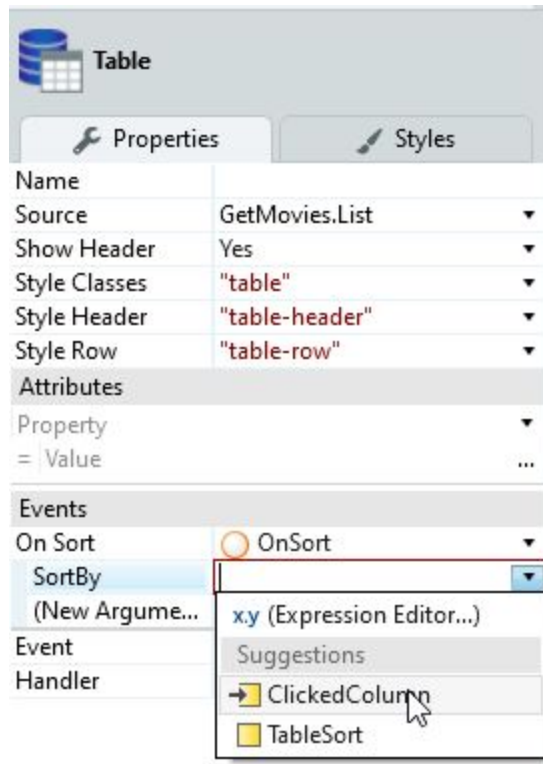 Table
Properties Styles
Name
Source GetMovies.List
Show Header Yes
Style Classes "table"
Style Header "table-header"
Style Row "table-row"
Attributes
Property
= Value ...
Events
On Sort OnSort
SortBy
(New Argume...
x.y (Expression Editor...)
Event
Suggestions
Handler
ClickedColumn
TableSort